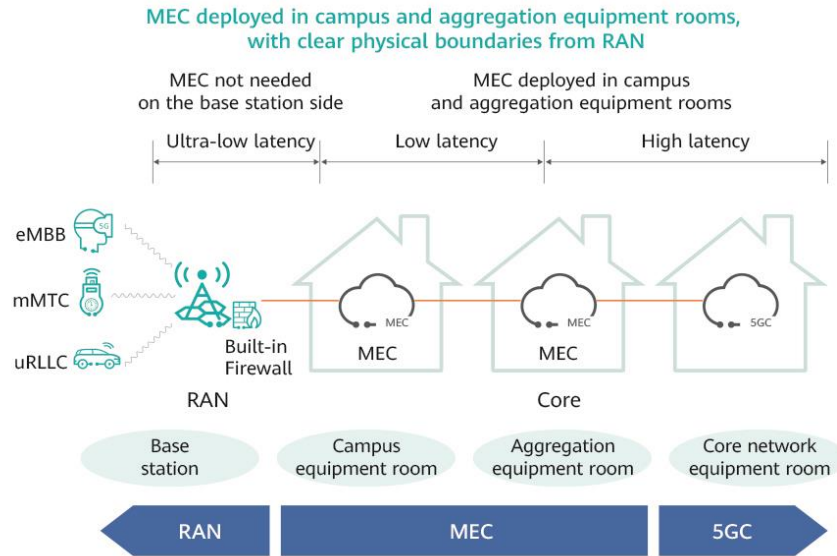 MEC deployed in campus and aggregation equipment rooms,
with clear physical boundaries from RAN
MEC not needed
on the base station side
MEC deployed in campus
and aggregation equipment rooms
Ultra-low latency
Low latency
High latency
eMBB
5G
mMTC
uRLLC
Built-in
Firewall
MEC
MEC
5GC
MEC
MEC
RAN
Core
Base
station
Campus
equipment room
Aggregation
equipment room
Core network
equipment room
RAN
MEC
5GC